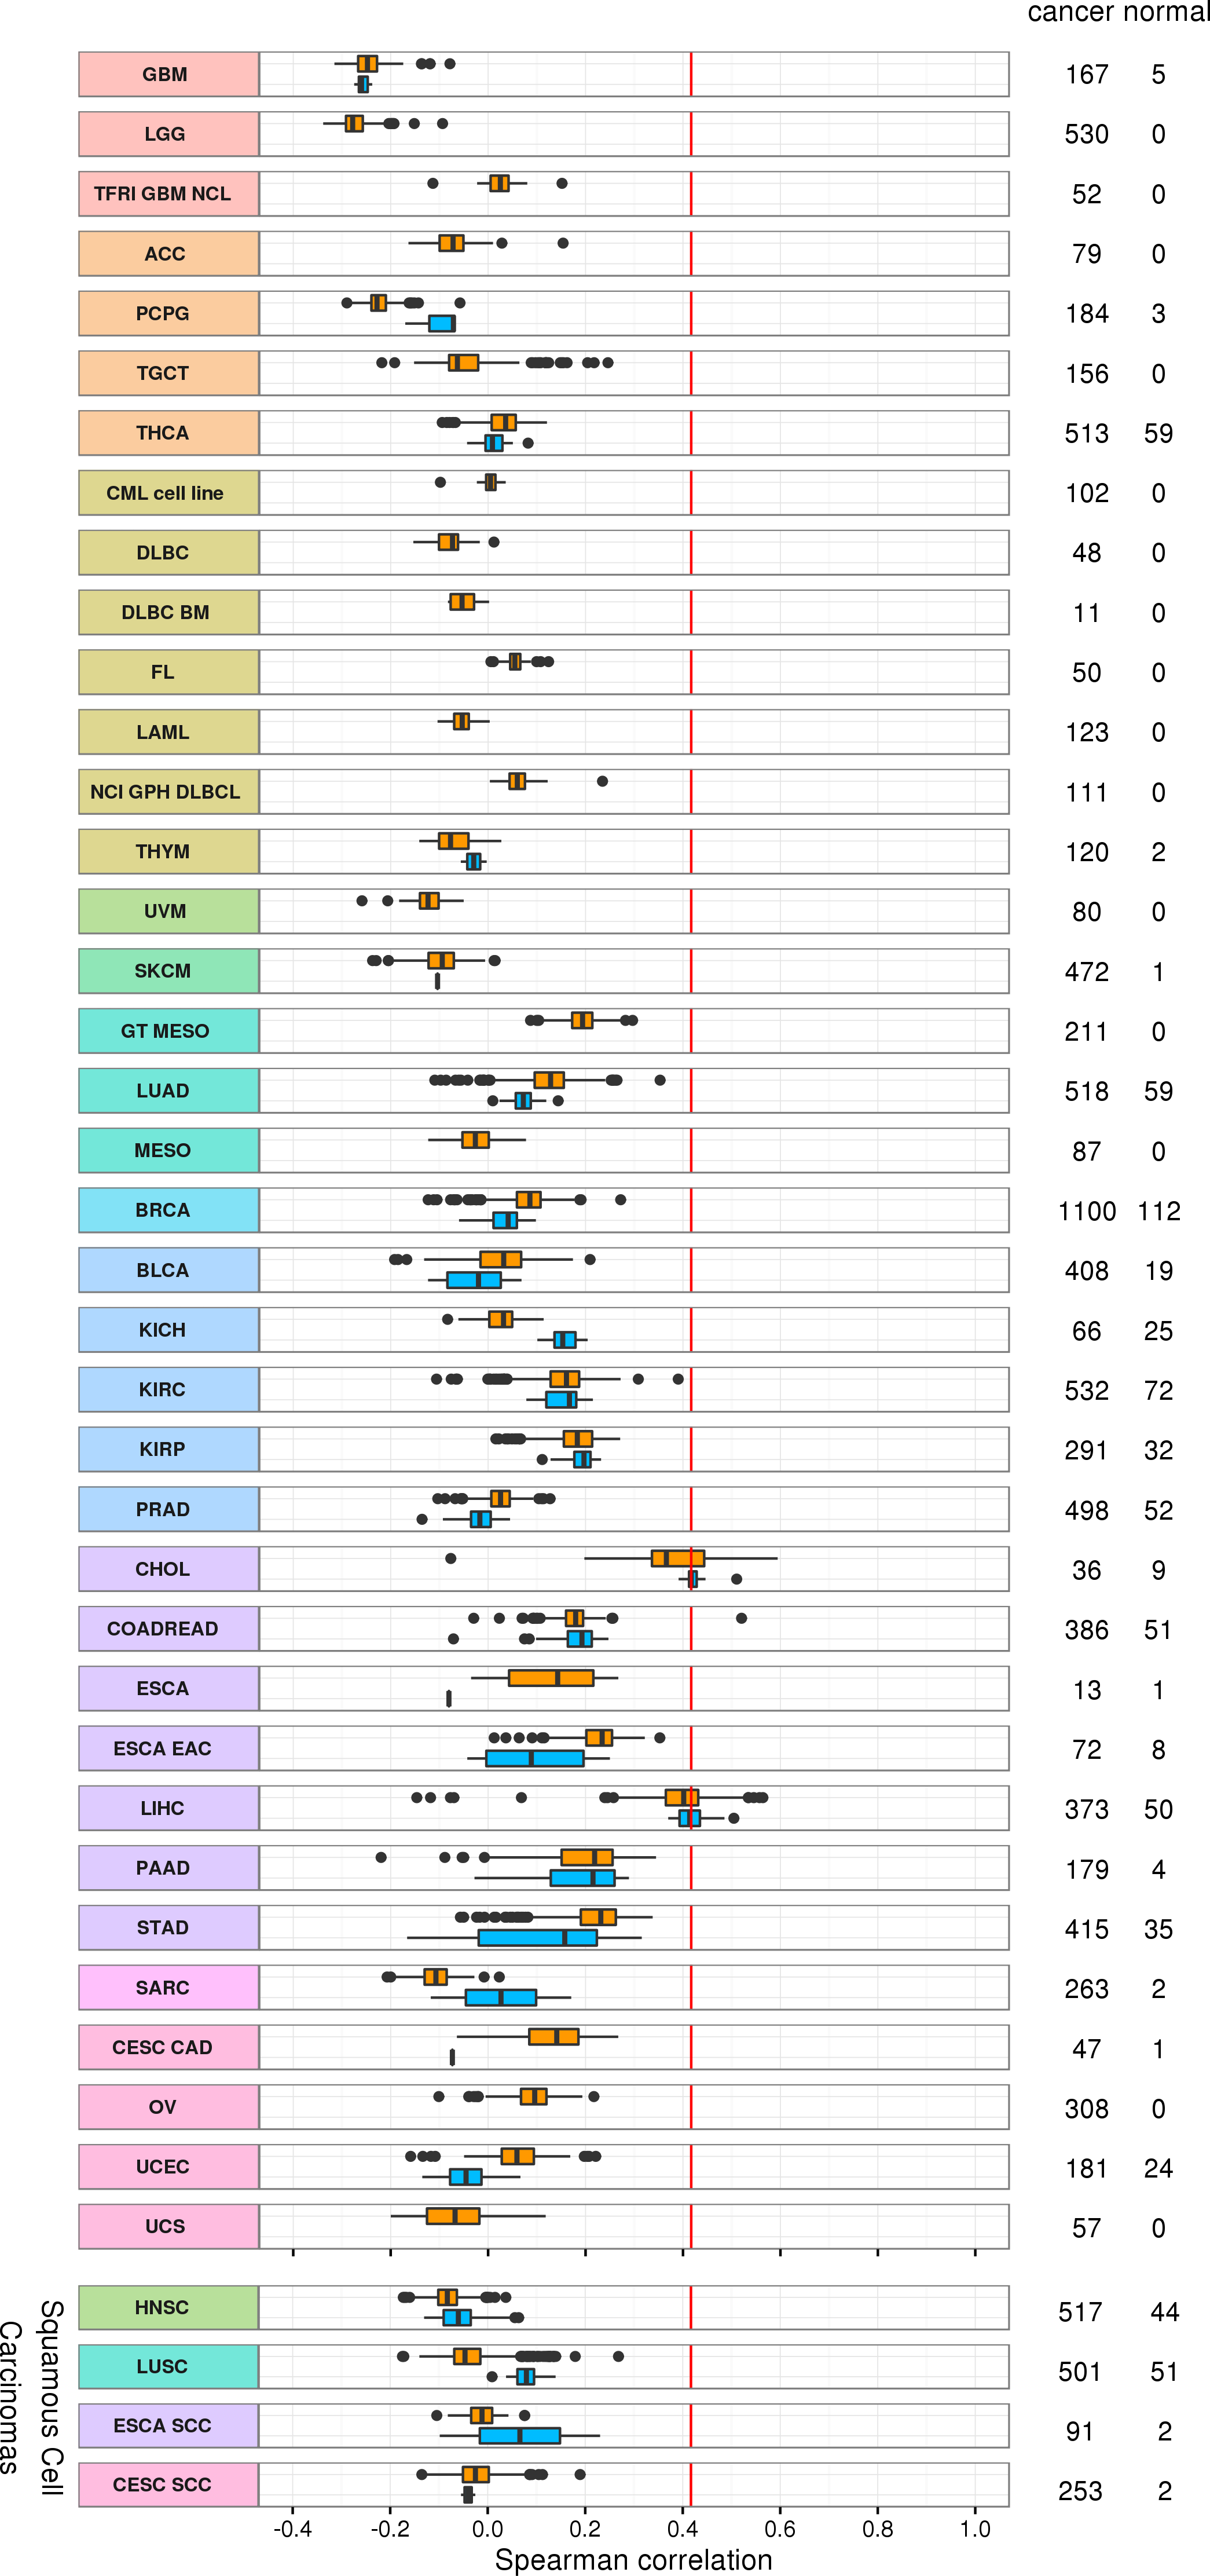 cancer normal
GBM 167 5
LGG 530 0
TFRI GBM NCL 52 0
ACC 79 0
PCPG 184 3
TGCT 156 0
THCA 513 59
CML cell line 102 0
DLBC 48 0
DLBC BM 11 0
FL 50 0
LAML 123 0
NCI GPH DLBCL 111 0
THYM 120 2
UVM 80 0
SKCM 472 1
GT MESO 211 0
LUAD 518 59
MESO 87 0
BRCA 1100 112
BLCA 408 19
KICH 66 25
KIRC 532 72
KIRP 291 32
PRAD 498 52
CHOL 36 9
COADREAD 386 51
ESCA 13 1
ESCA EAC 72 8
LIHC 373 50
PAAD 179 4
STAD 415 35
SARC 263 2
CESC CAD 47 1
OV 308 0
UCEC 181 24
UCS 57 0
Squamous Cell
Carcinomas
HNSC 517 44
LUSC 501 51
ESCA SCC 91 2
CESC SCC 253 2
-0.4 -0.2 0.0 0.2 0.4 0.6 0.8 1.0
Spearman correlation